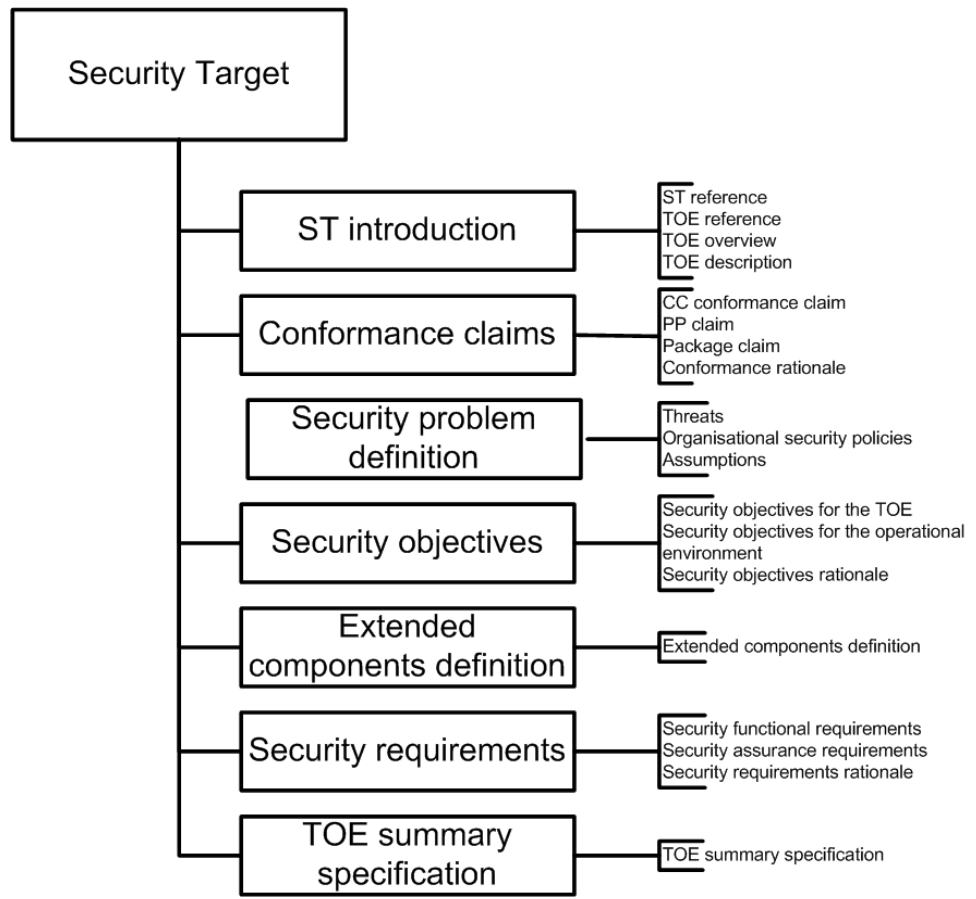 Security Target
ST introduction
ST reference
TOE reference
TOE overview
TOE description
Conformance claims
CC conformance claim
PP claim
Package claim
Conformance rationale
Security problem
definition
Threats
Organisational security policies
Assumptions
Security objectives
Security objectives for the TOE
Security objectives for the operational
environment
Security objectives rationale
Extended
components definition
Extended components definition
Security requirements
Security functional requirements
Security assurance requirements
Security requirements rationale
TOE summary
specification
TOE summary specification